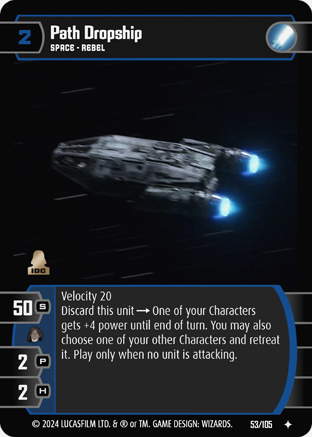 2
Path Dropship
SPACE - REBEL
IDC
50 S
2 P
2 H
Velocity 20
Discard this unit → One of your Characters
gets +4 power until end of turn. You may also
choose one of your other Characters and retreat
it. Play only when no unit is attacking.
© 2024 LUCASFILM LTD. & ® or TM. GAME DESIGN: WIZARDS. 53/105